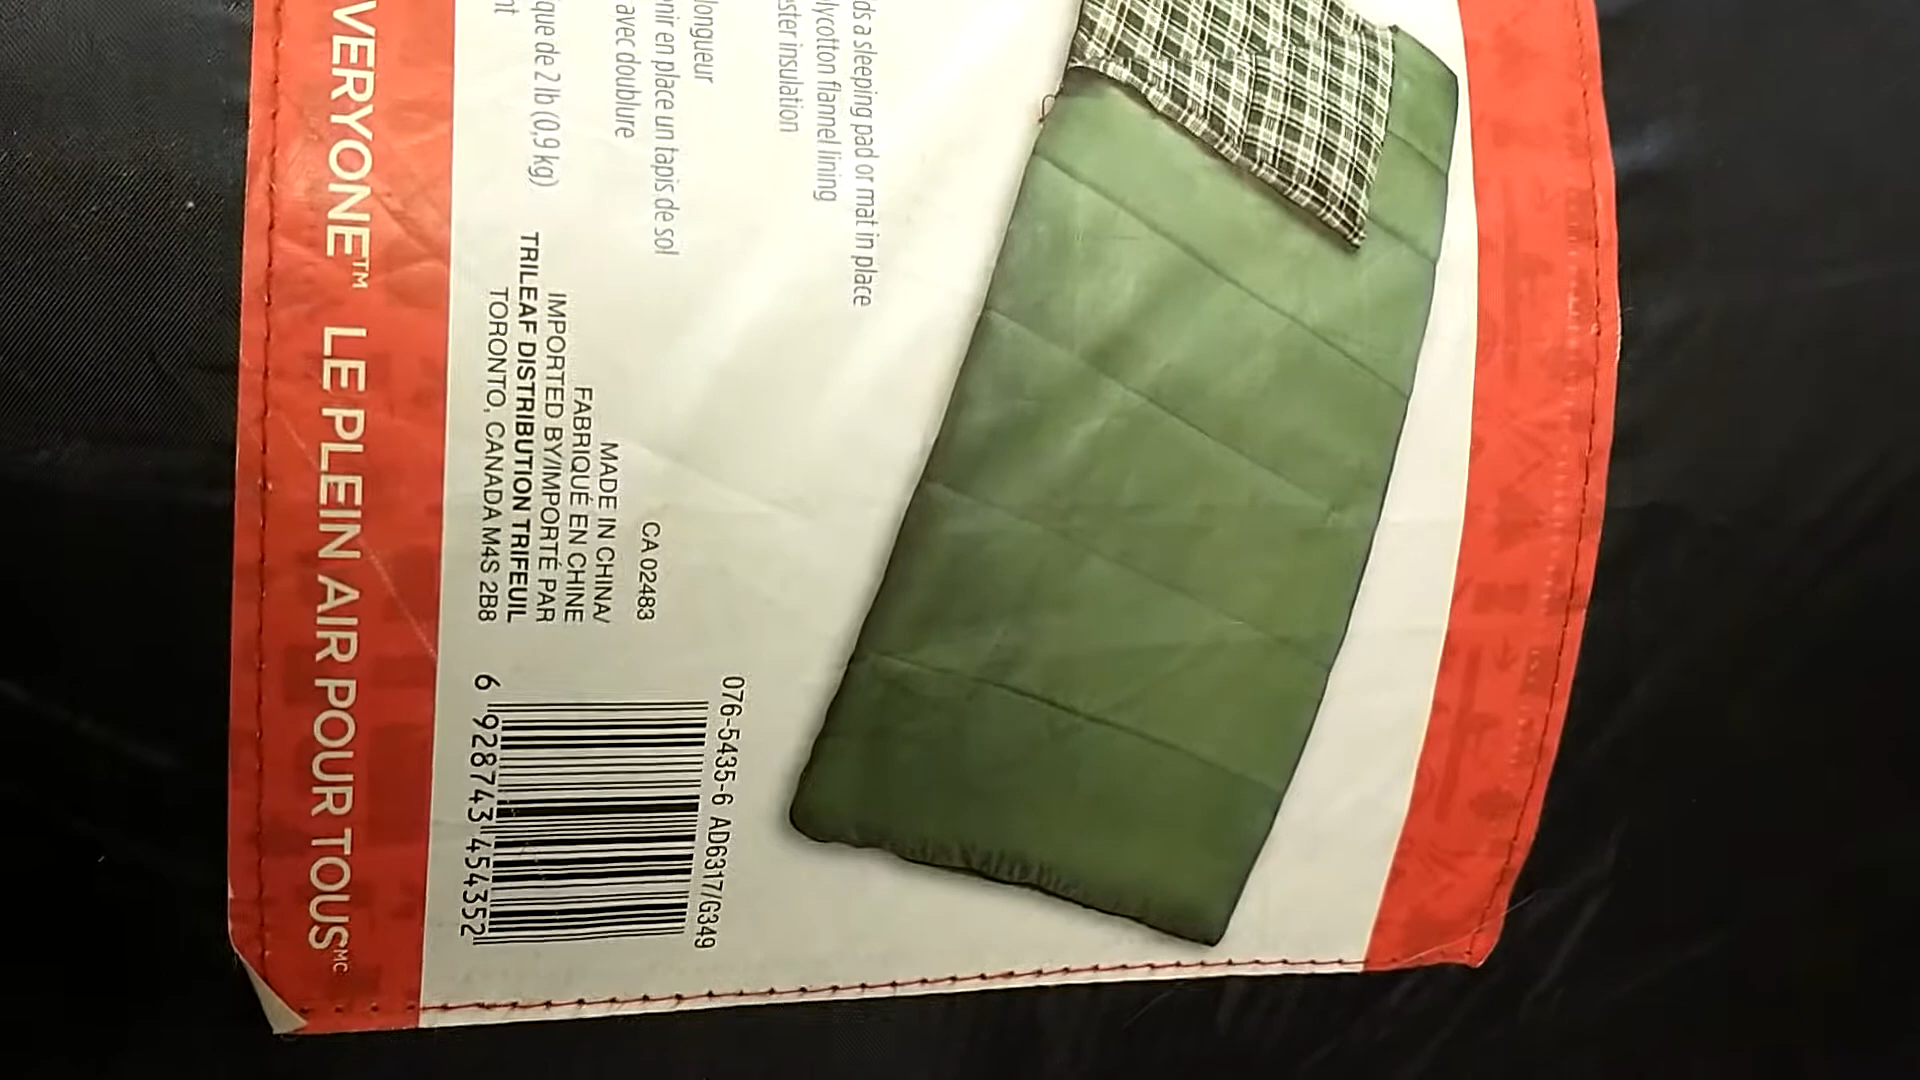 ds a sleeping pad or mat in place
lycotton flannel lining
ster insulation
longueur
nir en place un tapis de sol
avec doublure
que de 2 lb (0,9 kg)
nt
CA 02483
MADE IN CHINA/
FABRIQUÉ EN CHINE
IMPORTED BY/IMPORTÉ PAR
TRILEAF DISTRIBUTION TRIFEUIL
TORONTO, CANADA M4S 2B8
076-5435-6 AD6317/G349
6 928743 454352
VERYONE™ LE PLEIN AIR POUR TOUS MC